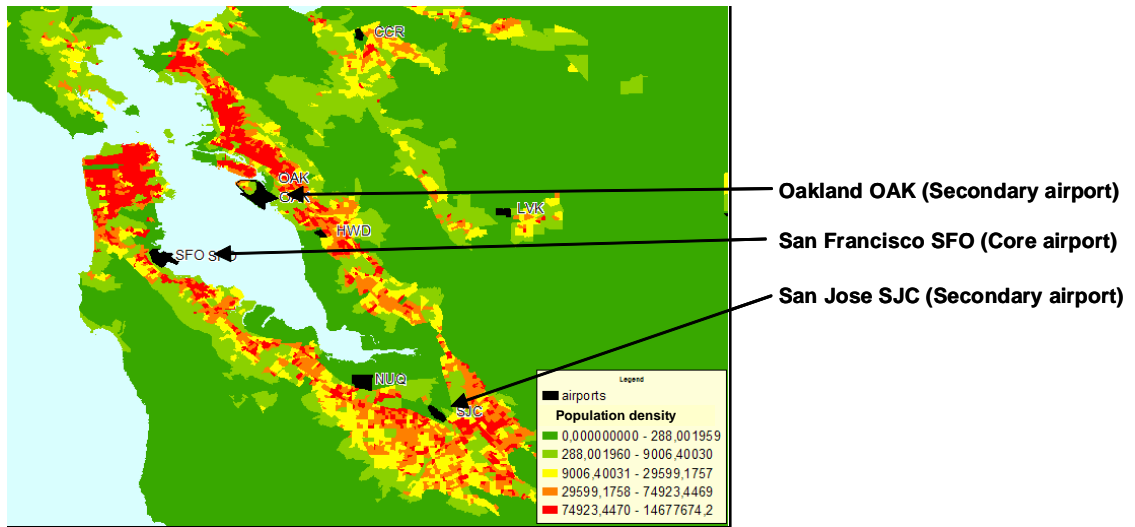 CCR
OAK
OAK
LVK
HWD
SFO SFO
NUQ
SJC
Oakland OAK (Secondary airport)
San Francisco SFO (Core airport)
San Jose SJC (Secondary airport)
Legend
airports
Population density
0,000000000 - 288,001959
288,001960 - 9006,40030
9006,40031 - 29599,1757
29599,1758 - 74923,4469
74923,4470 - 14677674,2